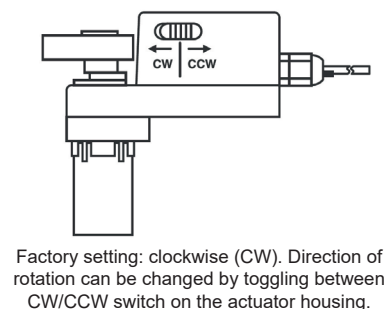 CW CCW
Factory setting: clockwise (CW). Direction of
rotation can be changed by toggling between
CW/CCW switch on the actuator housing.